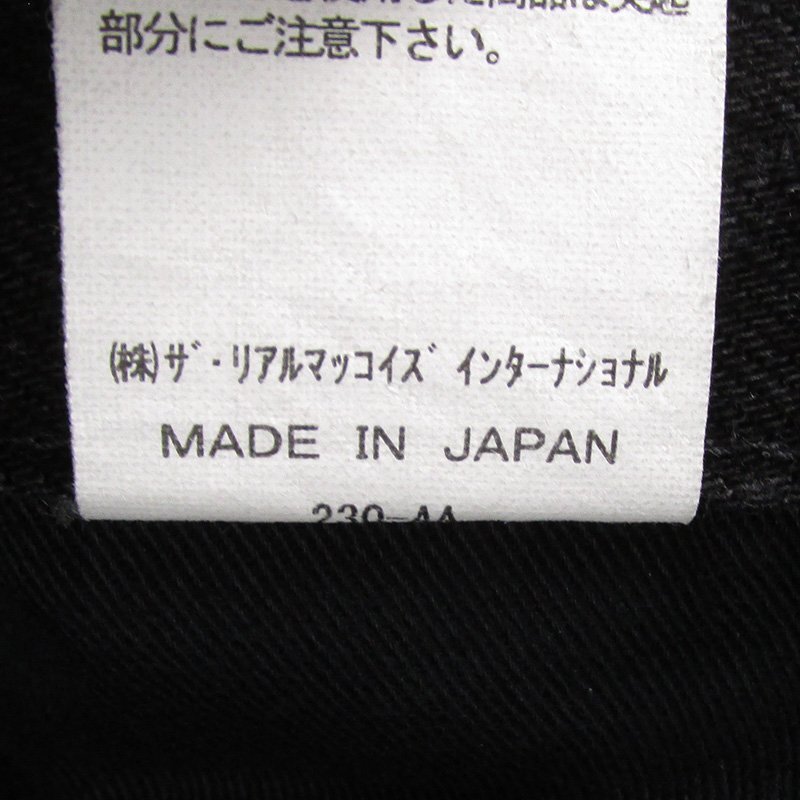 部分にご注意下さい。
(株)ザ・リアルマッコイズ インターナショナル
MADE IN JAPAN